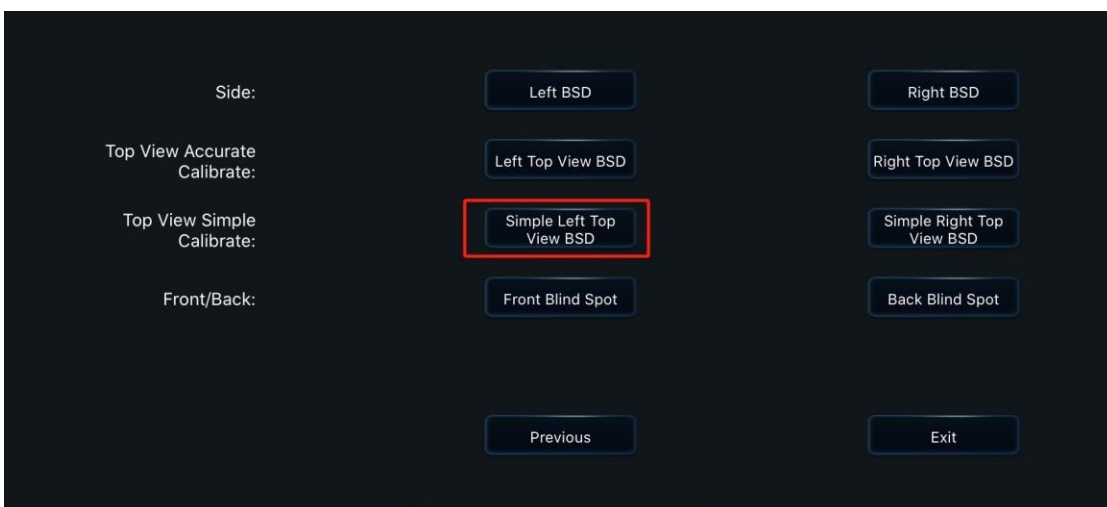 Side:
Left BSD
Right BSD
Top View Accurate
Calibrate:
Left Top View BSD
Right Top View BSD
Top View Simple
Calibrate:
Simple Left Top
View BSD
Simple Right Top
View BSD
Front/Back:
Front Blind Spot
Back Blind Spot
Previous
Exit